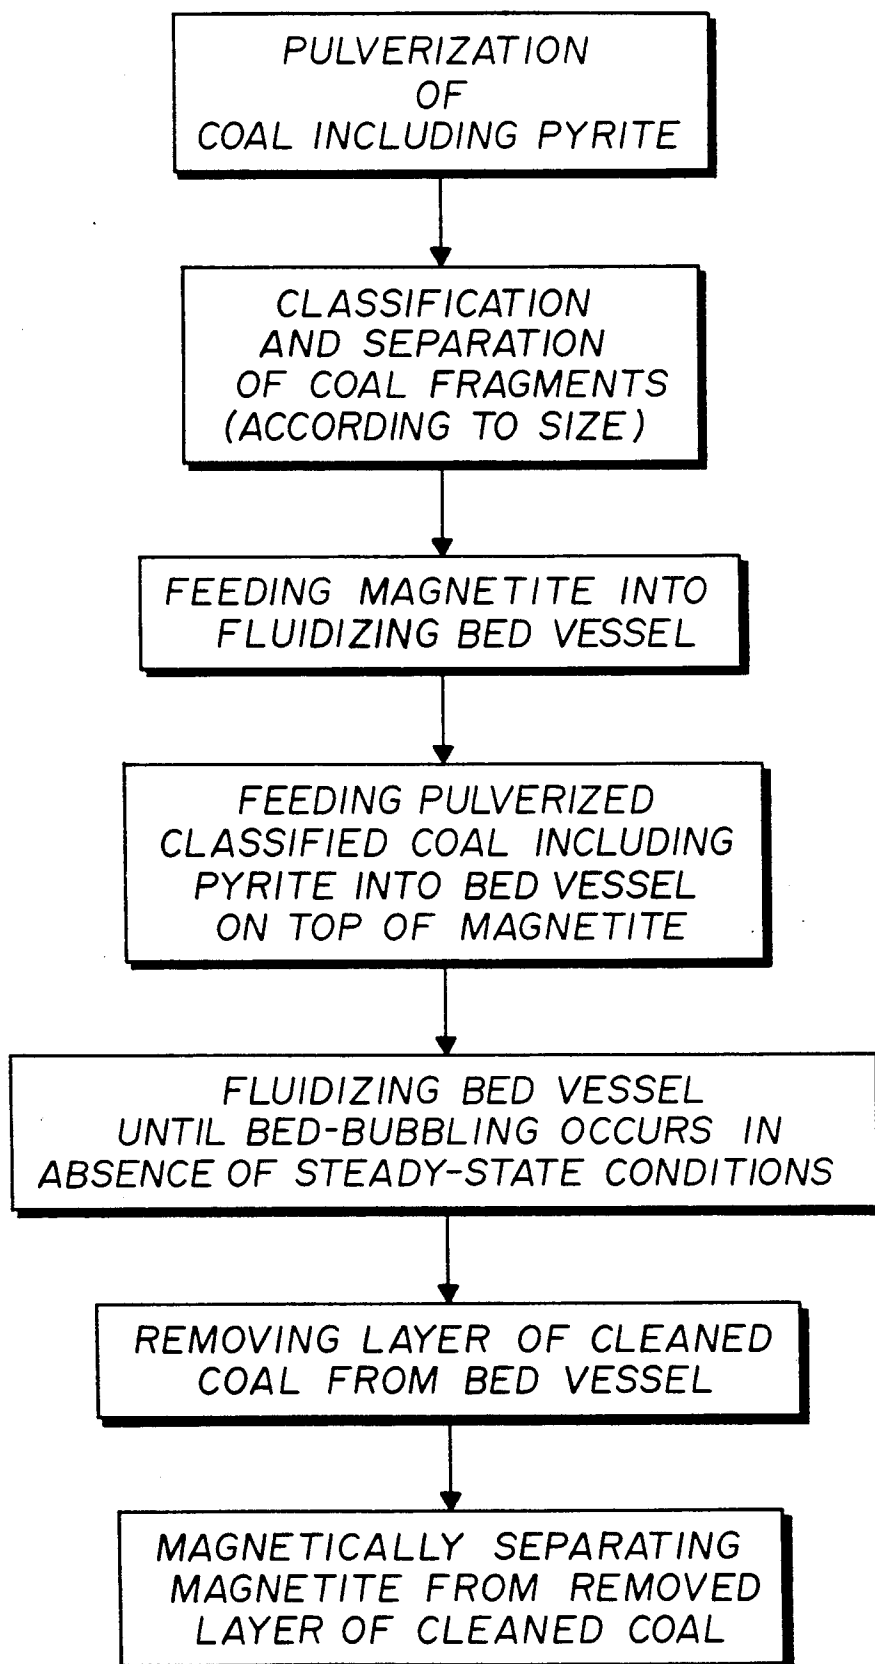 PULVERIZATION
OF
COAL INCLUDING PYRITE
CLASSIFICATION
AND SEPARATION
OF COAL FRAGMENTS
(ACCORDING TO SIZE)
FEEDING MAGNETITE INTO
FLUIDIZING BED VESSEL
FEEDING PULVERIZED
CLASSIFIED COAL INCLUDING
PYRITE INTO BED VESSEL
ON TOP OF MAGNETITE
FLUIDIZING BED VESSEL
UNTIL BED-BUBBLING OCCURS IN
ABSENCE OF STEADY-STATE CONDITIONS
REMOVING LAYER OF CLEANED
COAL FROM BED VESSEL
MAGNETICALLY SEPARATING
MAGNETITE FROM REMOVED
LAYER OF CLEANED COAL